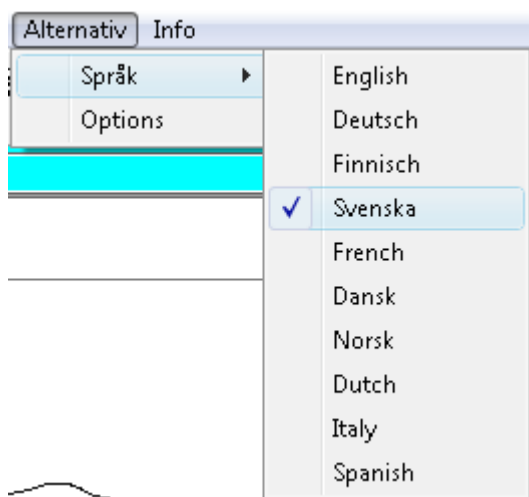 Alternativ Info
Språk
Options
English
Deutsch
Finnisch
Svenska
French
Dansk
Norsk
Dutch
Italy
Spanish